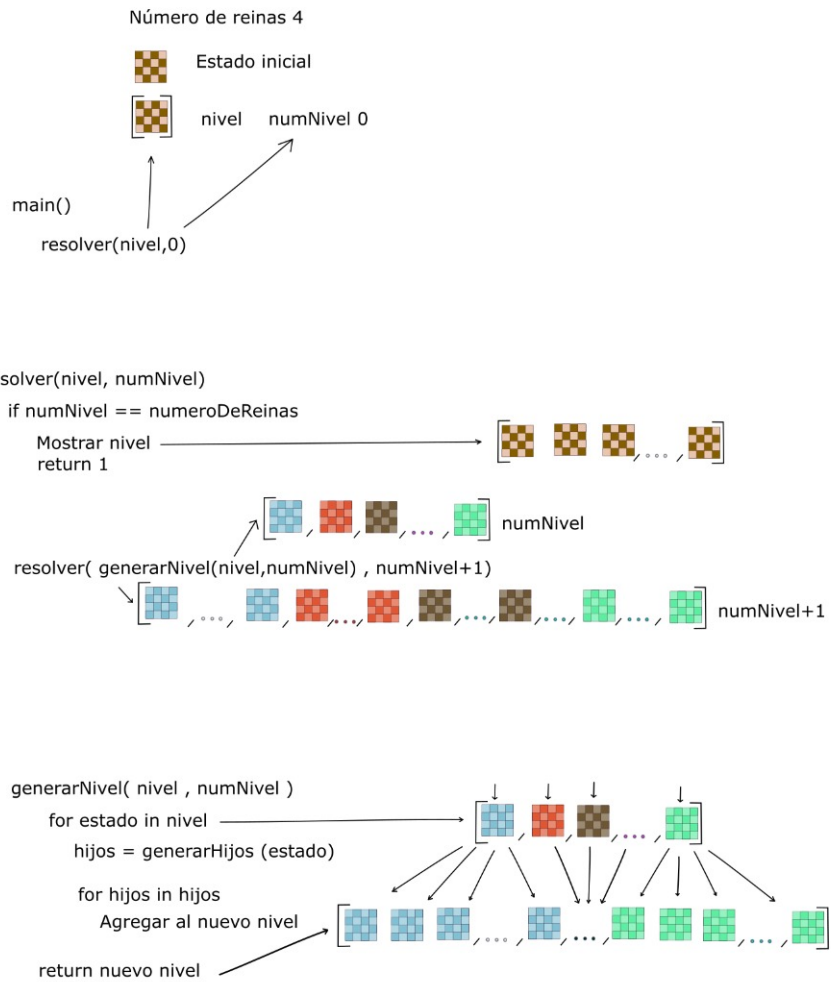 Número de reinas 4
Estado inicial
nivel numNivel 0
main()
resolver(nivel,0)
solver(nivel, numNivel)
if numNivel == numeroDeReinas
Mostrar nivel
return 1
numNivel
resolver( generarNivel(nivel,numNivel) , numNivel+1)
numNivel+1
generarNivel( nivel , numNivel )
for estado in nivel
hijos = generarHijos (estado)
for hijos in hijos
Agregar al nuevo nivel
return nuevo nivel